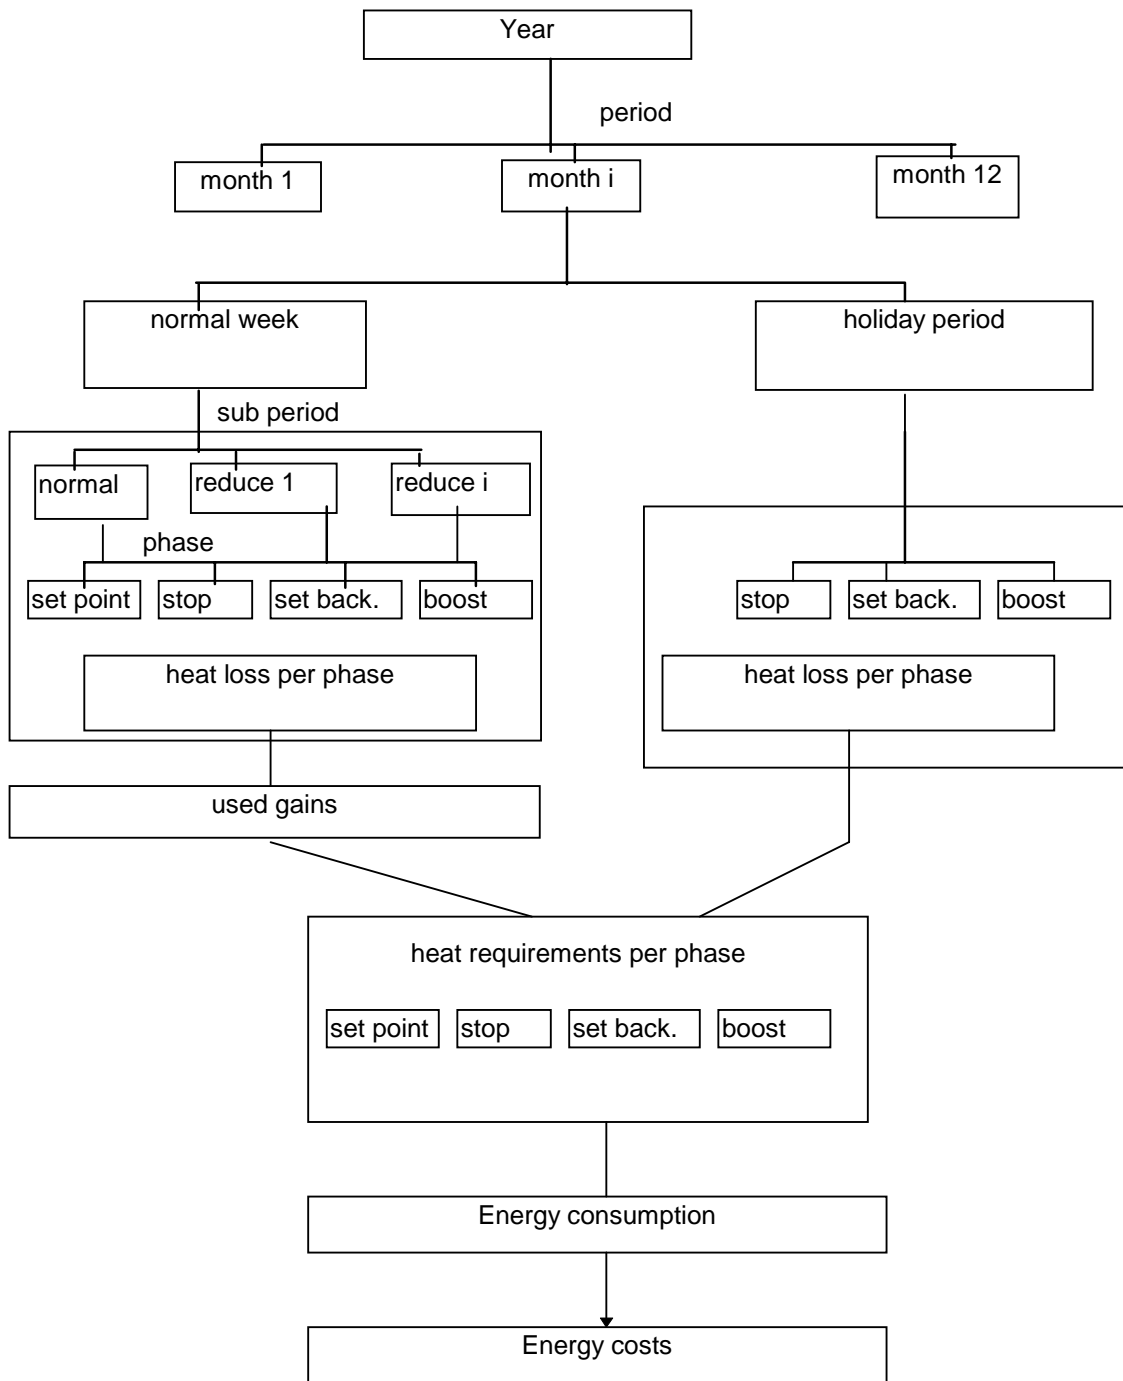 Year
period
month 1
month i
month 12
normal week
holiday period
sub period
normal
reduce 1
reduce i
phase
set point
stop
set back.
boost
stop
set back.
boost
heat loss per phase
heat loss per phase
used gains
heat requirements per phase
set point
stop
set back.
boost
Energy consumption
Energy costs